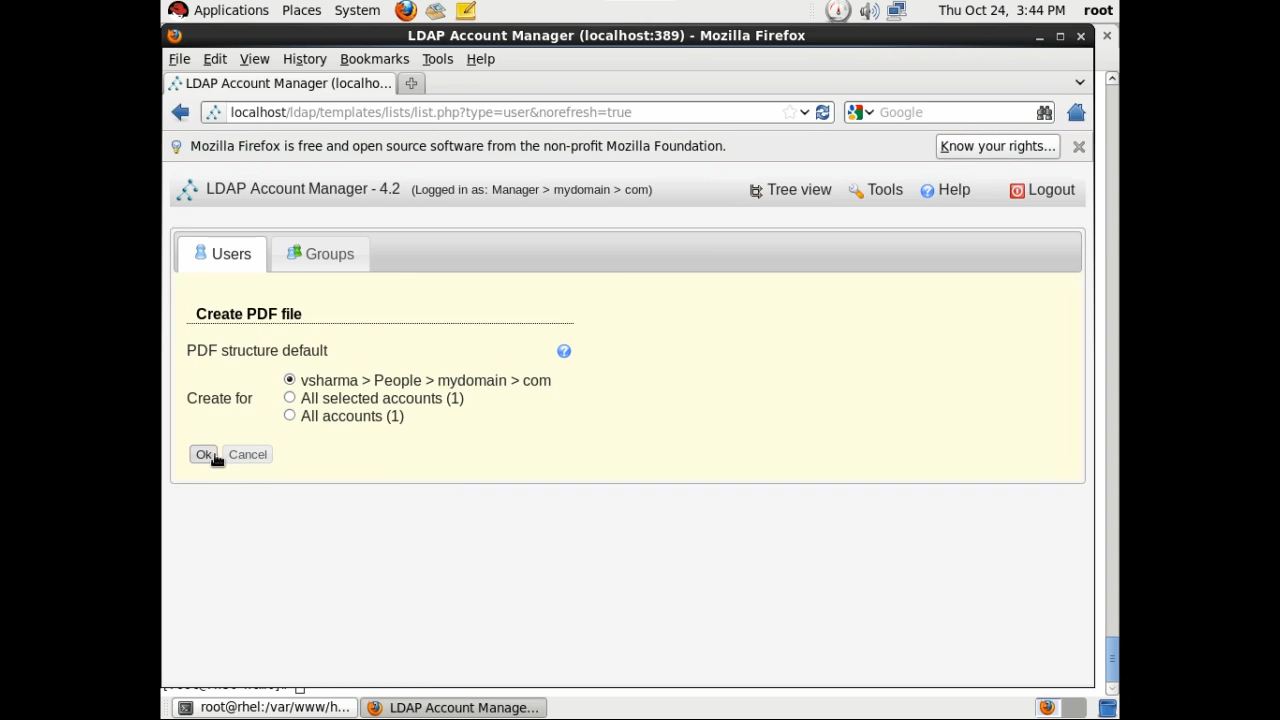 Applications Places System Thu Oct 24, 3:44 PM root
LDAP Account Manager (localhost:389) - Mozilla Firefox
File Edit View History Bookmarks Tools Help
LDAP Account Manager (localho...
localhost/ldap/templates/lists/list.php?type=user&norefresh=true Google
Mozilla Firefox is free and open source software from the non-profit Mozilla Foundation. Know your rights...
LDAP Account Manager - 4.2 (Logged in as: Manager > mydomain > com) Tree view Tools Help Logout
Users Groups
Create PDF file
PDF structure default
vsharma > People > mydomain > com
Create for All selected accounts (1)
All accounts (1)
Ok Cancel
root@rhel:/var/www/h... LDAP Account Manage...